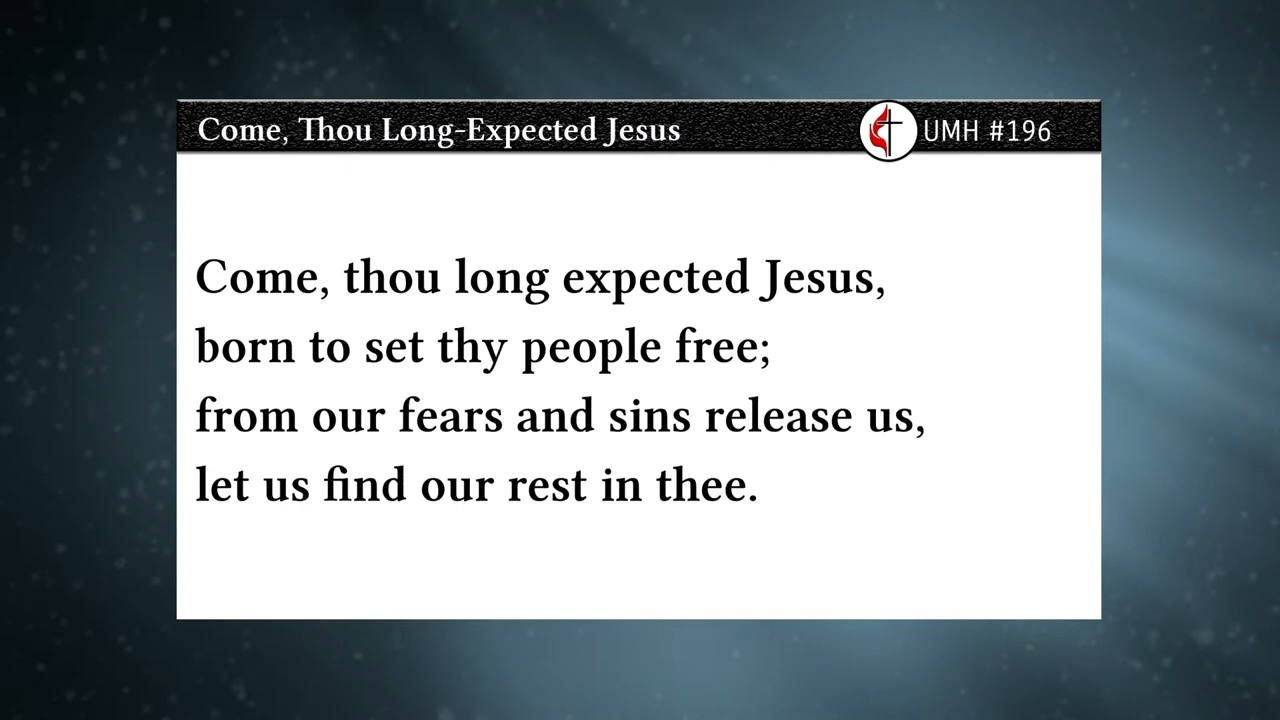 Come, Thou Long-Expected Jesus
UMH #196
Come, thou long expected Jesus,
born to set thy people free;
from our fears and sins release us,
let us find our rest in thee.